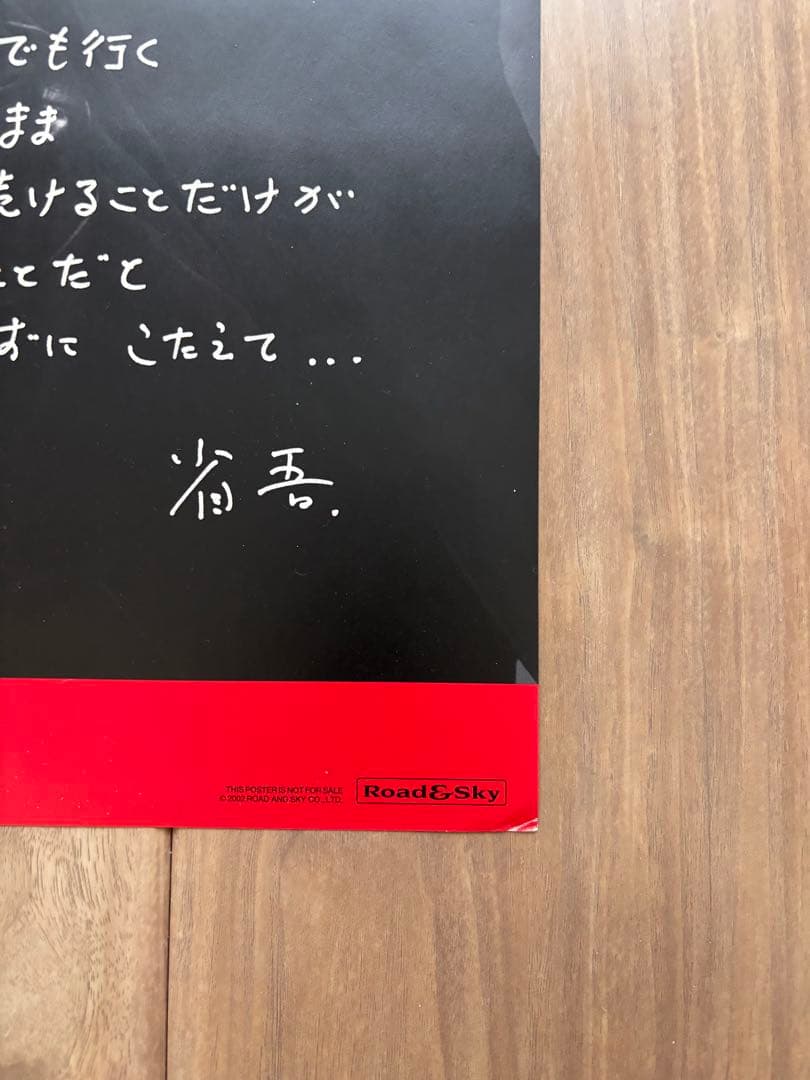 でも行く
まま
続けることだけが
ことだと
ずに こたえて...
省吾.
THIS POSTER IS NOT FOR SALE
© 2002 ROAD AND SKY CO.,LTD.
Road&Sky